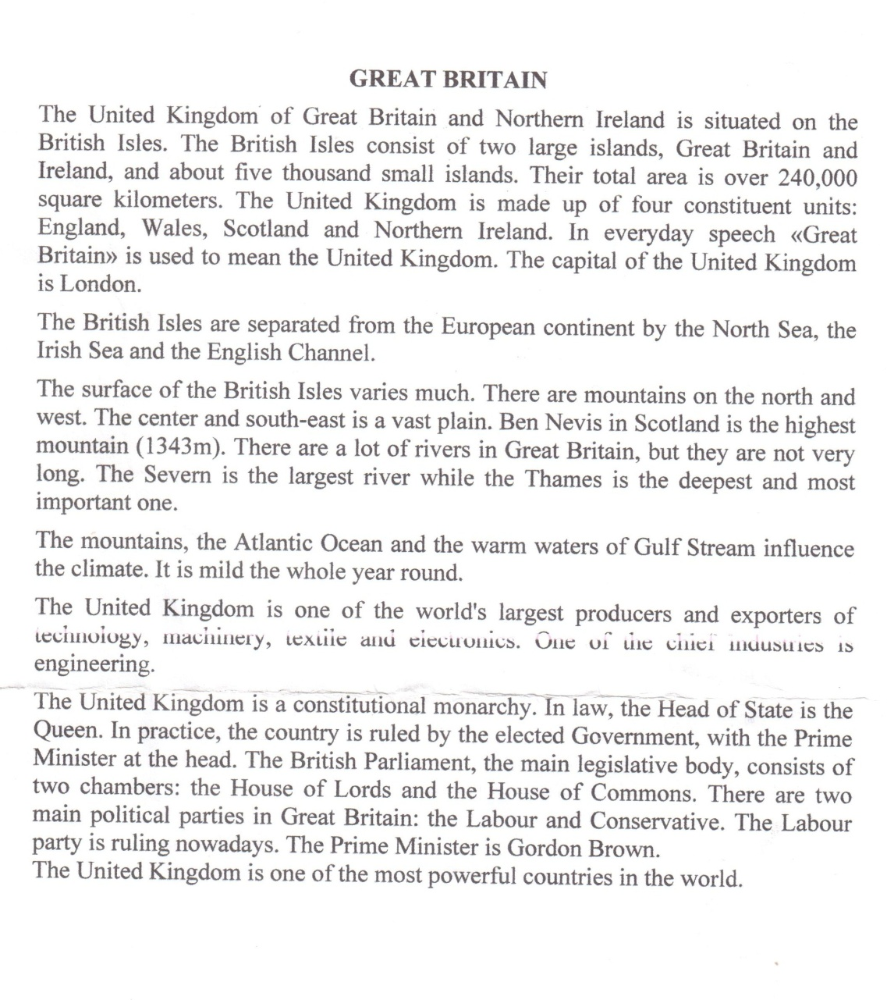 GREAT BRITAIN
The United Kingdom of Great Britain and Northern Ireland is situated on the
British Isles. The British Isles consist of two large islands, Great Britain and
Ireland, and about five thousand small islands. Their total area is over 240,000
square kilometers. The United Kingdom is made up of four constituent units:
England, Wales, Scotland and Northern Ireland. In everyday speech «Great
Britain» is used to mean the United Kingdom. The capital of the United Kingdom
is London.
The British Isles are separated from the European continent by the North Sea, the
Irish Sea and the English Channel.
The surface of the British Isles varies much. There are mountains on the north and
west. The center and south-east is a vast plain. Ben Nevis in Scotland is the highest
mountain (1343m). There are a lot of rivers in Great Britain, but they are not very
long. The Severn is the largest river while the Thames is the deepest and most
important one.
The mountains, the Atlantic Ocean and the warm waters of Gulf Stream influence
the climate. It is mild the whole year round.
The United Kingdom is one of the world's largest producers and exporters of
technology, machinery, textile and electronics. One of the chief industries is
engineering.
The United Kingdom is a constitutional monarchy. In law, the Head of State is the
Queen. In practice, the country is ruled by the elected Government, with the Prime
Minister at the head. The British Parliament, the main legislative body, consists of
two chambers: the House of Lords and the House of Commons. There are two
main political parties in Great Britain: the Labour and Conservative. The Labour
party is ruling nowadays. The Prime Minister is Gordon Brown.
The United Kingdom is one of the most powerful countries in the world.